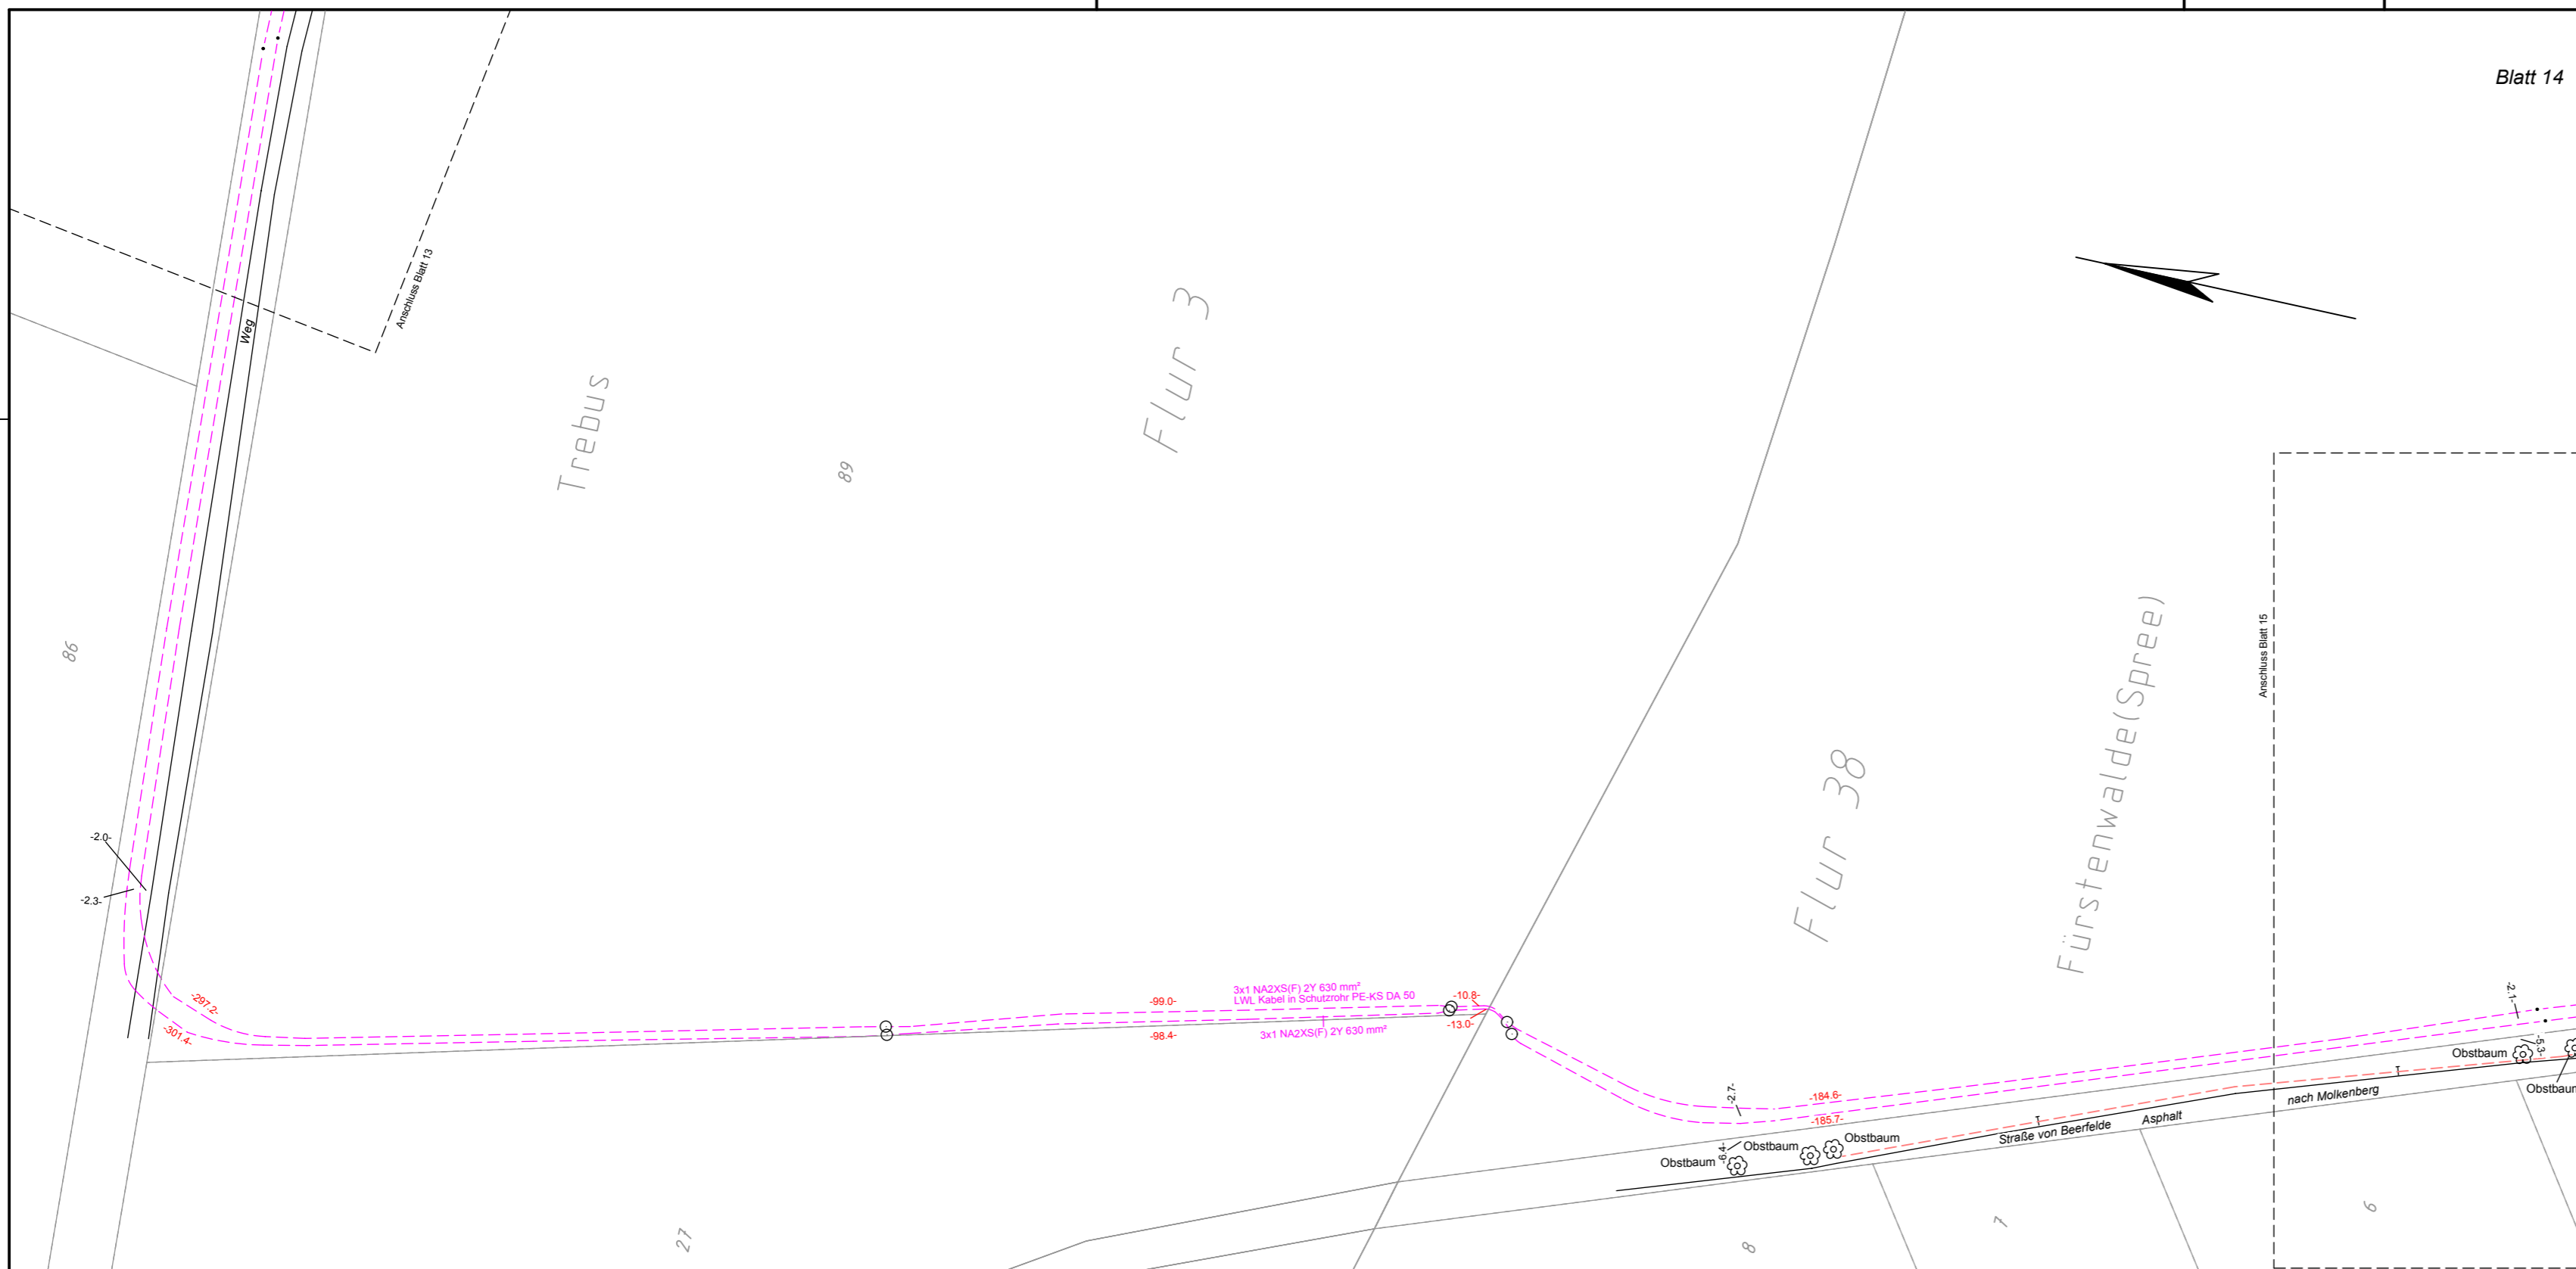 Blatt 14
Anschluss Blatt 13
Weg
Trebus
Flur 3
89
86
Anschluss Blatt 15
Fürstenwalde(Spree)
Flur 38
-2.0-
-2.3-
-297.2-
-301.4-
-99.0-
3x1 NA2XS(F) 2Y 630 mm²
LWL Kabel in Schutzrohr PE-KS DA 50
-10.8-
-98.4-
3x1 NA2XS(F) 2Y 630 mm²
-13.0-
-2.1-
-5.3-
Obstbaum
Obstbaum
-2.7-
-184.6-
-185.7-
nach Molkenberg
Asphalt
Straße von Beerfelde
Obstbaum
Obstbaum
-6.4-
Obstbaum
27
8
7
6